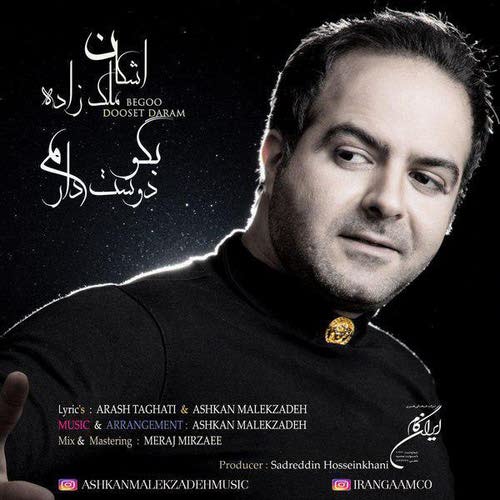 اشکان
ملک زاده
BEGOO
DOOSET DARAM
بگو
دوست دارم
Lyric's : ARASH TAGHATI & ASHKAN MALEKZADEH
MUSIC & ARRANGEMENT : ASHKAN MALEKZADEH
Mix & Mastering : MERAJ MIRZAEE
ایران گام
Producer : Sadreddin Hosseinkhani
ASHKANMALEKZADEHMUSIC
IRANGAAMCO